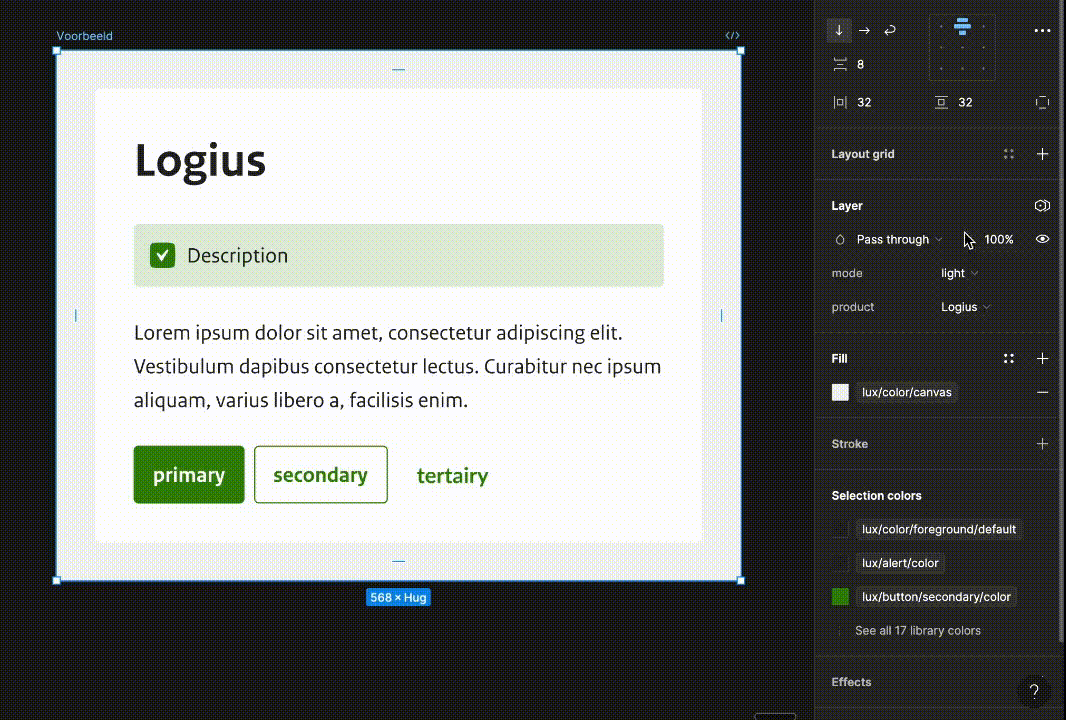 Voorbeeld
</>
Logius
Description
Lorem ipsum dolor sit amet, consectetur adipiscing elit.
Vestibulum dapibus consectetur lectus. Curabitur nec ipsum
aliquam, varius libero a, facilisis enim.
primary
secondary
tertairy
568 × Hug
8
32
32
Layout grid
Layer
Pass through
100%
mode
light
product
Logius
Fill
lux/color/canvas
Stroke
Selection colors
lux/color/foreground/default
lux/alert/color
lux/button/secondary/color
See all 17 library colors
Effects
?